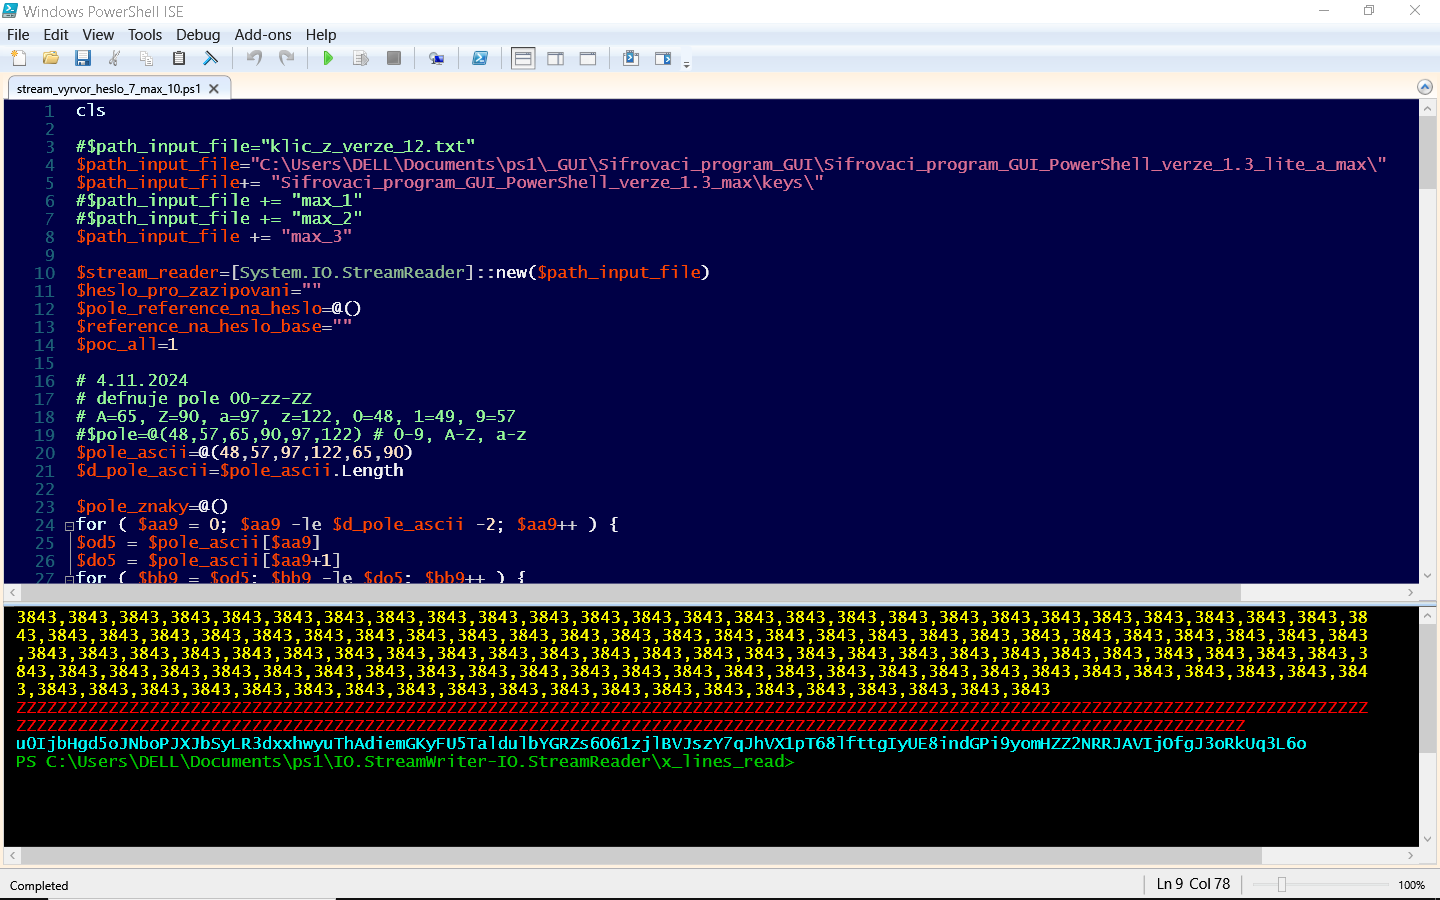 Windows PowerShell ISE
File Edit View Tools Debug Add-ons Help
stream_vyrvor_heslo_7_max_10.ps1
1 cls
2
3 #$path_input_file="klic_z_verze_12.txt"
4 $path_input_file="C:\Users\DELL\Documents\ps1\_GUI\Sifrovaci_program_GUI\Sifrovaci_program_GUI_PowerShell_verze_1.3_lite_a_max\"
5 $path_input_file+= "Sifrovaci_program_GUI_PowerShell_verze_1.3_max\keys\"
6 #$path_input_file += "max_1"
7 #$path_input_file += "max_2"
8 $path_input_file += "max_3"
9
10 $stream_reader=[System.IO.StreamReader]::new($path_input_file)
11 $heslo_pro_zazipovani=""
12 $pole_reference_na_heslo=@()
13 $reference_na_heslo_base=""
14 $poc_all=1
15
16 # 4.11.2024
17 # defnuje pole 00-zz-ZZ
18 # A=65, Z=90, a=97, z=122, 0=48, 1=49, 9=57
19 #$pole=@(48,57,65,90,97,122) # 0-9, A-Z, a-z
20 $pole_ascii=@(48,57,97,122,65,90)
21 $d_pole_ascii=$pole_ascii.Length
22
23 $pole_znaky=@()
24 for ( $aa9 = 0; $aa9 -le $d_pole_ascii -2; $aa9++ ) {
25 $od5 = $pole_ascii[$aa9]
26 $do5 = $pole_ascii[$aa9+1]
27 for ( $bb9 = $od5; $bb9 -le $do5; $bb9++ ) {
3843,3843,3843,3843,3843,3843,3843,3843,3843,3843,3843,3843,3843,3843,3843,3843,3843,3843,3843,3843,3843,3843,3843,3843,3843,3843,38
43,3843,3843,3843,3843,3843,3843,3843,3843,3843,3843,3843,3843,3843,3843,3843,3843,3843,3843,3843,3843,3843,3843,3843,3843,3843,3843
,3843,3843,3843,3843,3843,3843,3843,3843,3843,3843,3843,3843,3843,3843,3843,3843,3843,3843,3843,3843,3843,3843,3843,3843,3843,3843,3
843,3843,3843,3843,3843,3843,3843,3843,3843,3843,3843,3843,3843,3843,3843,3843,3843,3843,3843,3843,3843,3843,3843,3843,3843,3843,384
3,3843,3843,3843,3843,3843,3843,3843,3843,3843,3843,3843,3843,3843,3843,3843,3843,3843,3843,3843,3843
ZZZZZZZZZZZZZZZZZZZZZZZZZZZZZZZZZZZZZZZZZZZZZZZZZZZZZZZZZZZZZZZZZZZZZZZZZZZZZZZZZZZZZZZZZZZZZZZZZZZZZZZZZZZZZZZZZZZZZZZZZZZZZZZZZZZZ
ZZZZZZZZZZZZZZZZZZZZZZZZZZZZZZZZZZZZZZZZZZZZZZZZZZZZZZZZZZZZZZZZZZZZZZZZZZZZZZZZZZZZZZZZZZZZZZZZZZZZZZZZZZZZZZZZZZZZZZZZ
uOIjbHgd5oJNboPJXJbSyLR3dxxhwyuThAdiemGKyFU5TaldulbYGRZs6O61zjlBVJszY7qJhVX1pT68lfttgIyUE8indGPi9yomHZZ2NRRJAVIjOfgJ3oRkUq3L6o
PS C:\Users\DELL\Documents\ps1\IO.StreamWriter-IO.StreamReader\x_lines_read>
Completed
Ln 9 Col 78
100%